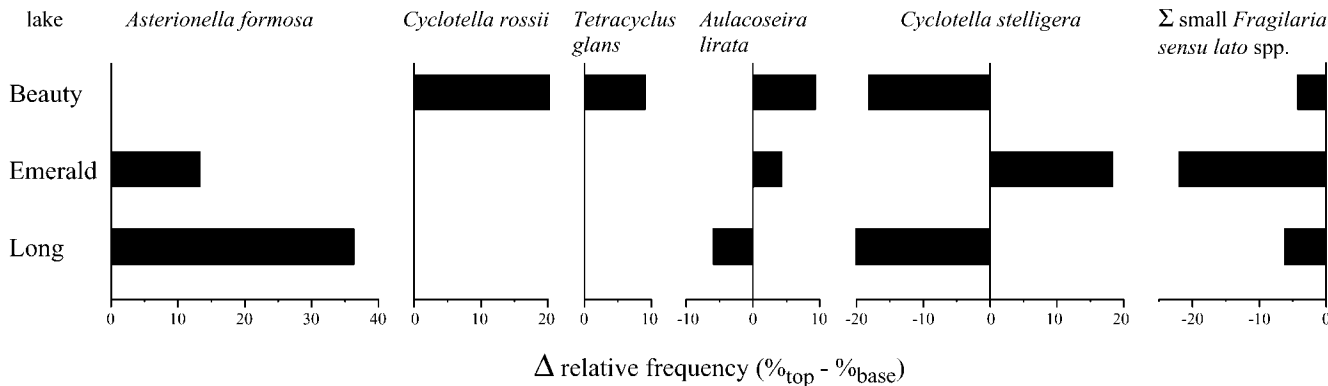 lake Asterionella formosa Cyclotella rossii Tetracyclus glans Aulacoseira lirata Cyclotella stelligera Σ small Fragilaria sensu lato spp.
Beauty
Emerald
Long
0 10 20 30 40 0 10 20 0 10 -10 0 10 -20 -10 0 10 20 -20 -10 0
Δ relative frequency (%top - %base)